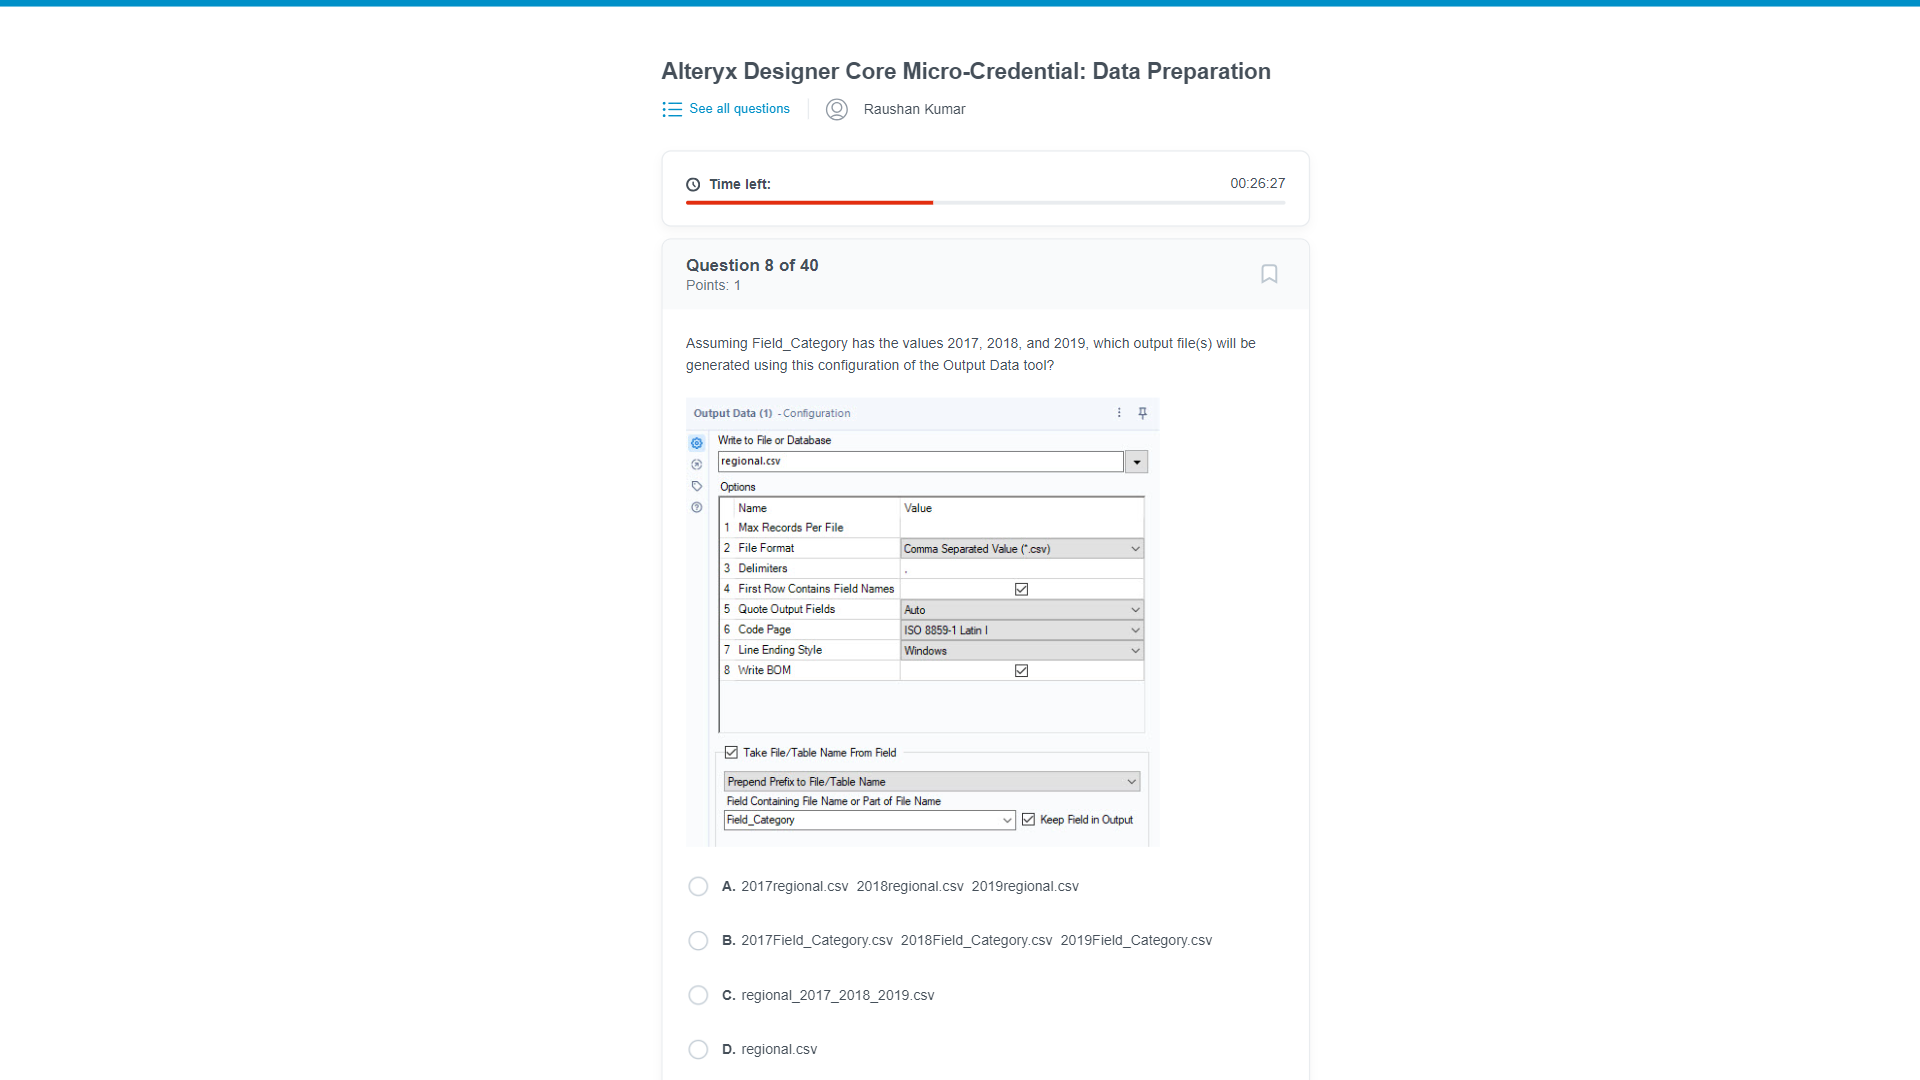 Alteryx Designer Core Micro-Credential: Data Preparation
See all questions
Raushan Kumar
Time left:
00:26:27
Question 8 of 40
Points: 1
Assuming Field_Category has the values 2017, 2018, and 2019, which output file(s) will be
generated using this configuration of the Output Data tool?
Output Data (1) - Configuration
Write to File or Database
regional.csv
Options
Name Value
1 Max Records Per File
2 File Format Comma Separated Value (*.csv)
3 Delimiters ,
4 First Row Contains Field Names
5 Quote Output Fields Auto
6 Code Page ISO 8859-1 Latin I
7 Line Ending Style Windows
8 Write BOM
Take File/Table Name From Field
Prepend Prefix to File/Table Name
Field Containing File Name or Part of File Name
Field_Category Keep Field in Output
A. 2017regional.csv 2018regional.csv 2019regional.csv
B. 2017Field_Category.csv 2018Field_Category.csv 2019Field_Category.csv
C. regional_2017_2018_2019.csv
D. regional.csv